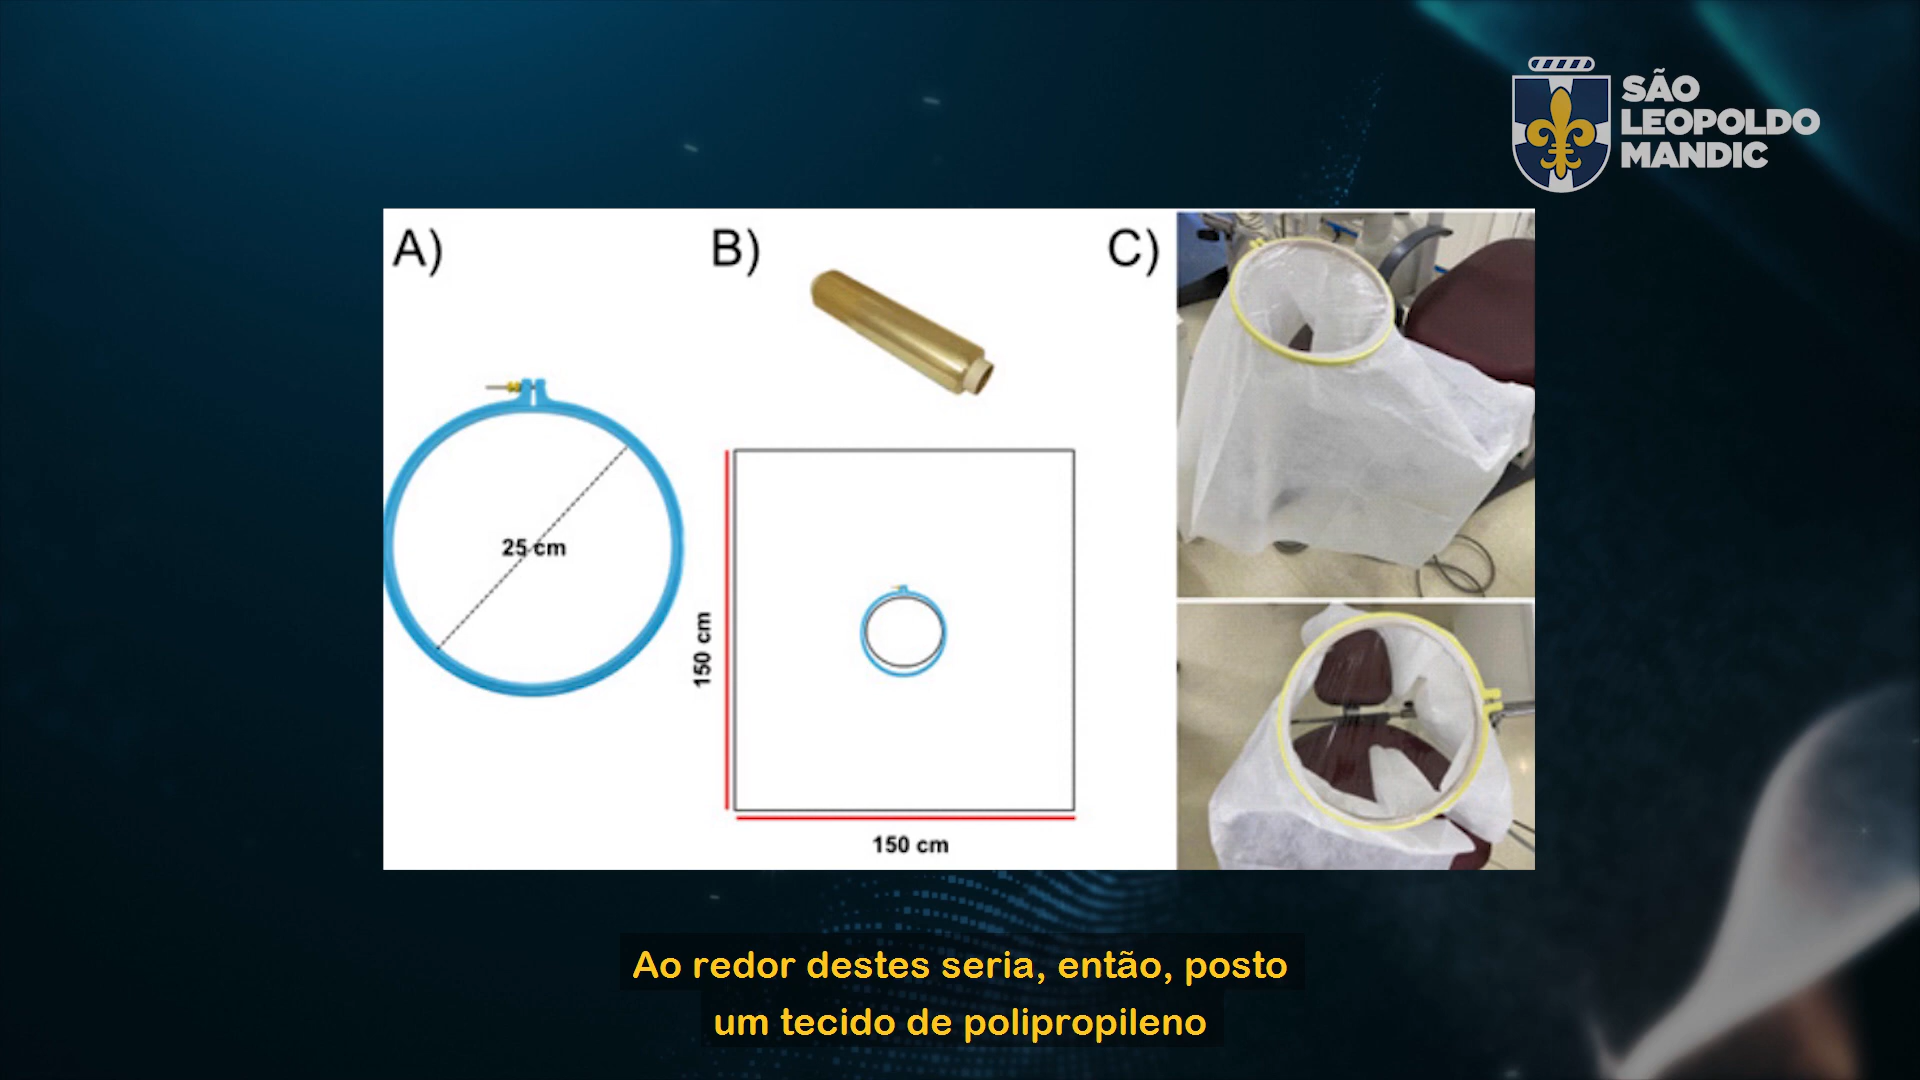 SÃO
LEOPOLDO
MANDIC
A)
B)
C)
25 cm
150 cm
150 cm
Ao redor destes seria, então, posto
um tecido de polipropileno